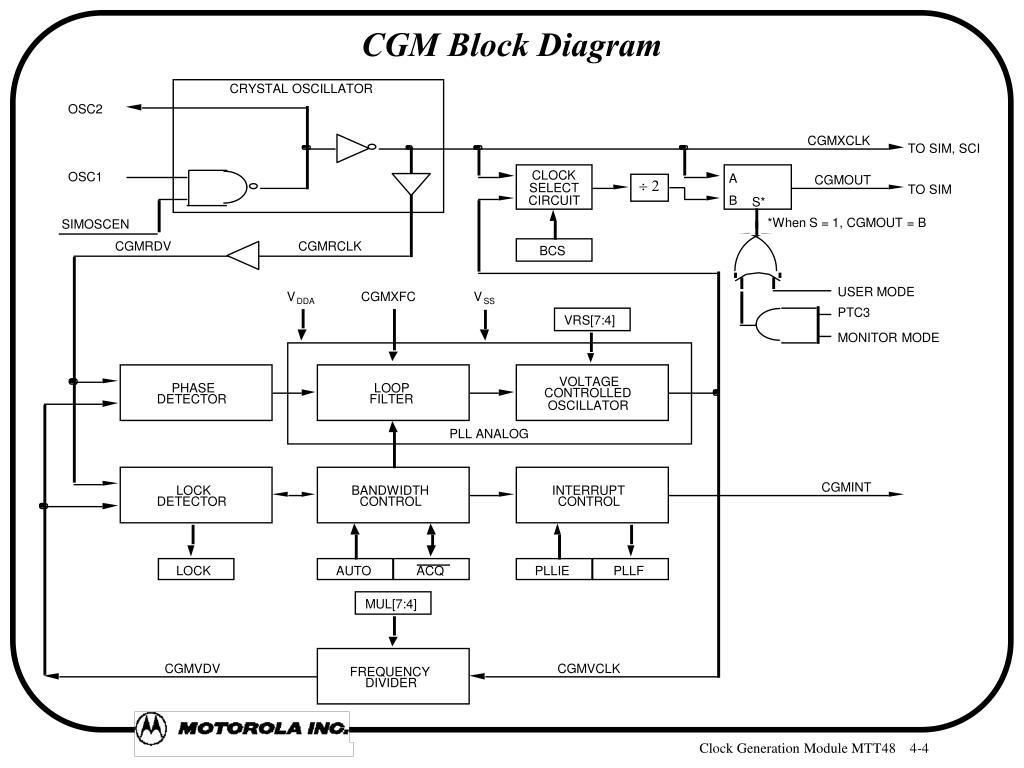 CGM Block Diagram
CRYSTAL OSCILLATOR
OSC2
CGMXCLK
TO SIM, SCI
OSC1
CLOCK
SELECT
CIRCUIT
÷ 2
A
B S*
CGMOUT
TO SIM
SIMOSCEN
*When S = 1, CGMOUT = B
CGMRDV
CGMRCLK
BCS
USER MODE
PTC3
MONITOR MODE
VDDA
CGMXFC
VSS
VRS[7:4]
PHASE
DETECTOR
LOOP
FILTER
VOLTAGE
CONTROLLED
OSCILLATOR
PLL ANALOG
LOCK
DETECTOR
BANDWIDTH
CONTROL
INTERRUPT
CONTROL
CGMINT
LOCK
AUTO
ACQ
PLLIE
PLLF
MUL[7:4]
CGMVDV
FREQUENCY
DIVIDER
CGMVCLK
MOTOROLA INC.
Clock Generation Module MTT48 4-4